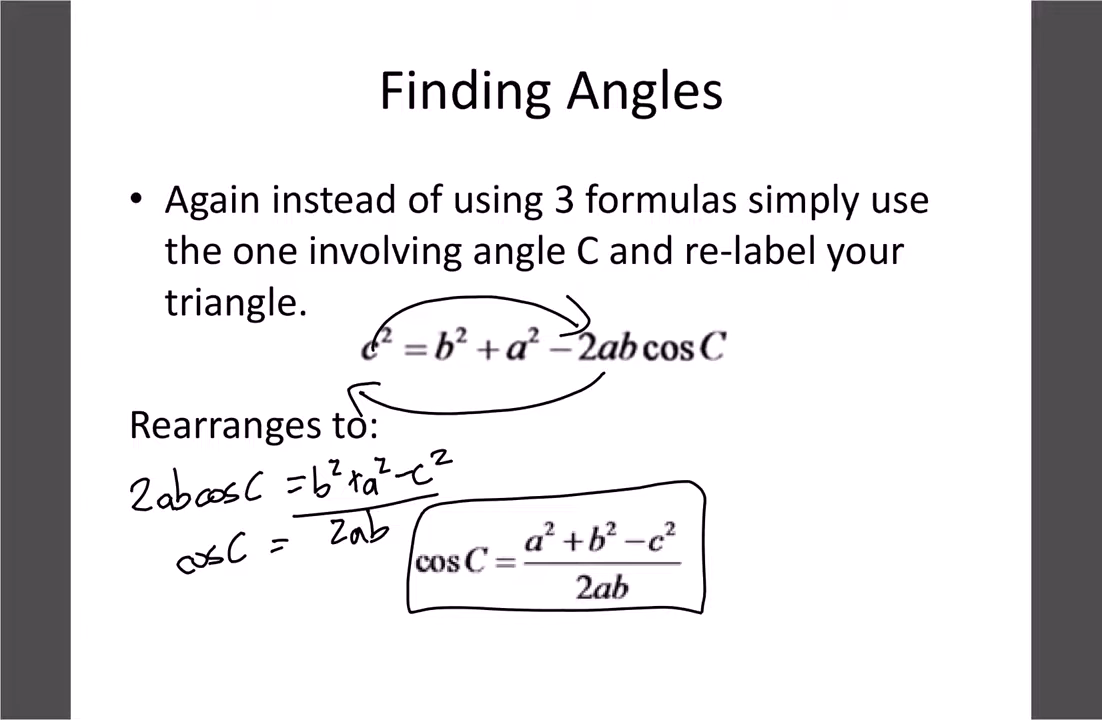 Finding Angles
• Again instead of using 3 formulas simply use
the one involving angle C and re-label your
triangle.
c² = b² + a² − 2ab cos C
Rearranges to:
2abcosC = b² + a² − c²
cosC = 2ab
cos C = (a² + b² − c²) / 2ab